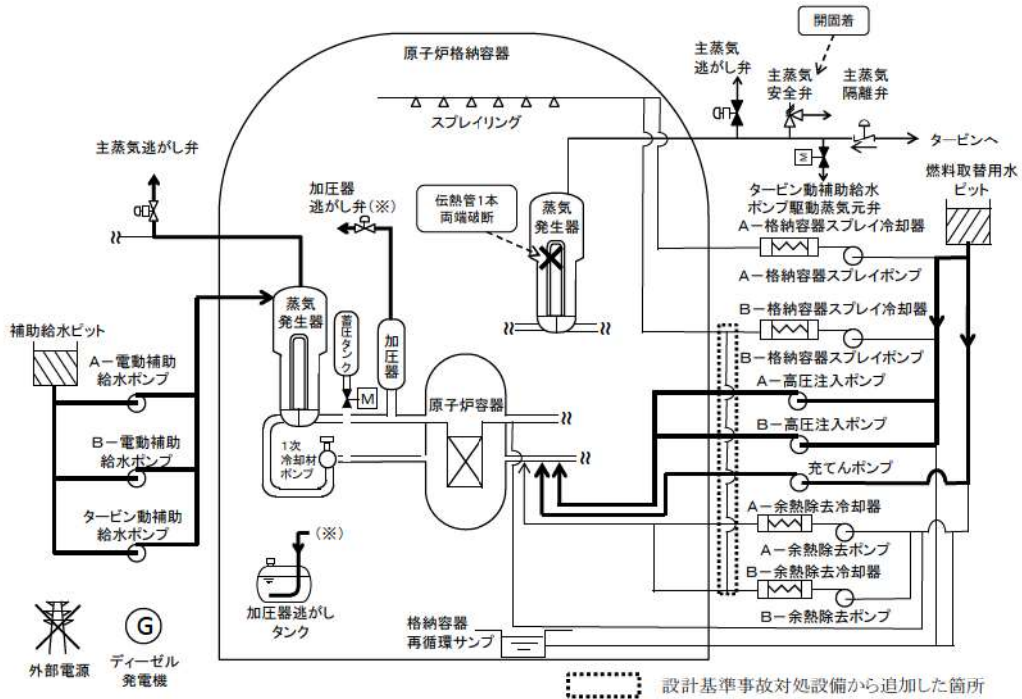 開固着
原子炉格納容器
主蒸気
逃がし弁
主蒸気
安全弁
主蒸気
隔離弁
スプレイリング
タービンへ
M
主蒸気逃がし弁
加圧器
逃がし弁(※)
伝熱管1本
両端破断
蒸気
発生器
タービン動補助給水
ポンプ駆動蒸気元弁
燃料取替用水
ピット
A－格納容器スプレイ冷却器
A－格納容器スプレイポンプ
蒸気
発生器
蓄圧タンク
加圧器
M
B－格納容器スプレイ冷却器
B－格納容器スプレイポンプ
補助給水ピット
A－電動補助
給水ポンプ
原子炉容器
A－高圧注入ポンプ
B－高圧注入ポンプ
B－電動補助
給水ポンプ
1次
冷却材
ポンプ
充てんポンプ
A－余熱除去冷却器
A－余熱除去ポンプ
タービン動補助
給水ポンプ
(※)
B－余熱除去冷却器
B－余熱除去ポンプ
加圧器逃がし
タンク
格納容器
再循環サンプ
G
外部電源
ディーゼル
発電機
設計基準事故対処設備から追加した箇所